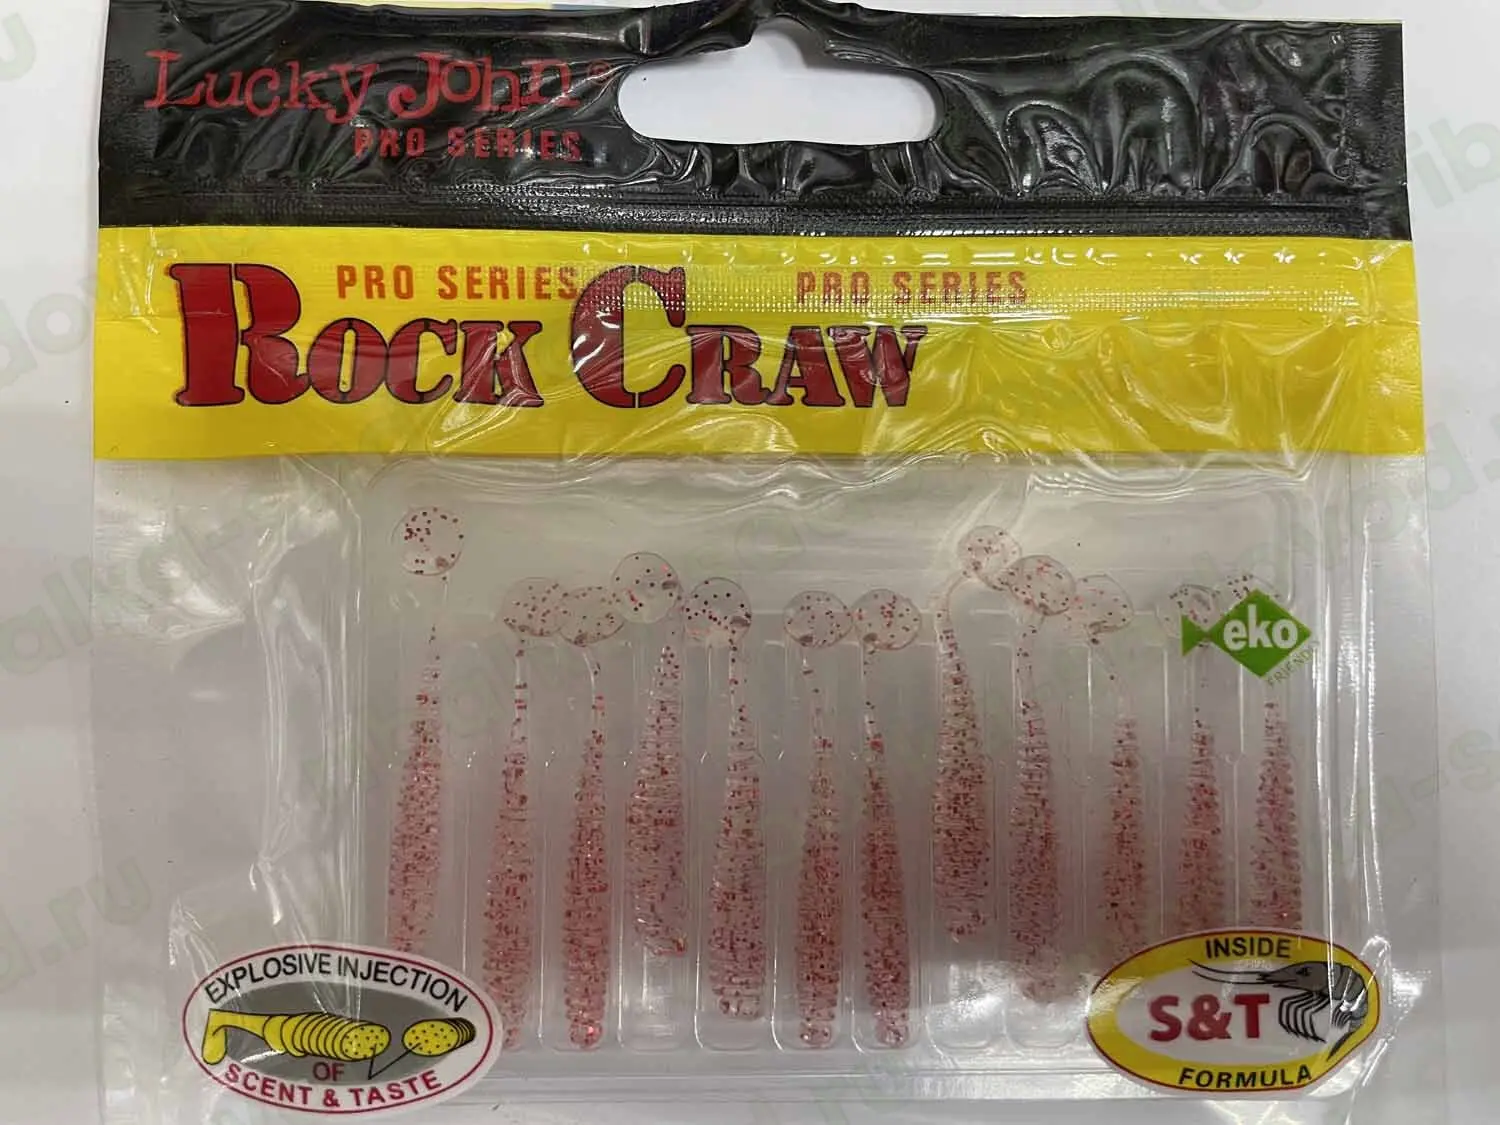 Lucky John®
PRO SERIES
PRO SERIES PRO SERIES
ROCK CRAW
eko
FRIENDLY
EXPLOSIVE INJECTION
OF
SCENT & TASTE
INSIDE
S&T
FORMULA